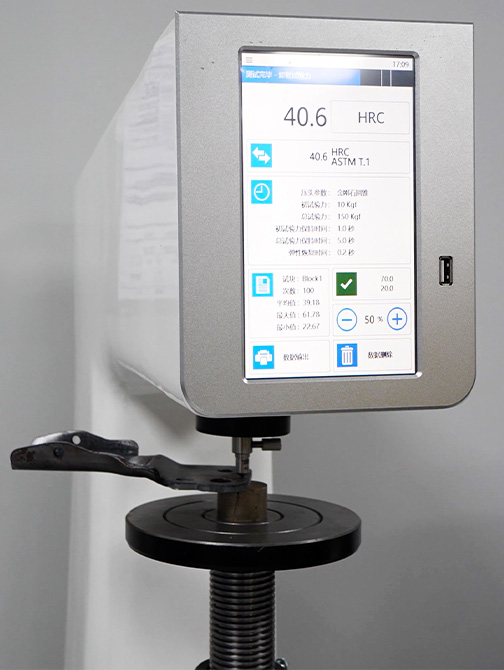 17:09
40.6 HRC
40.6 HRC
ASTM T.1
压头参数： 金刚石圆锥
初试验力： 10 Kgf
总试验力： 150 Kgf
初试验力保持时间： 1.0 秒
总试验力保持时间： 5.0 秒
弹性恢复时间： 0.2 秒
试块：Block1
次数：100
平均值：39.18
最大值：61.78
最小值：22.67
70.0
20.0
50 %
数据输出
数据删除